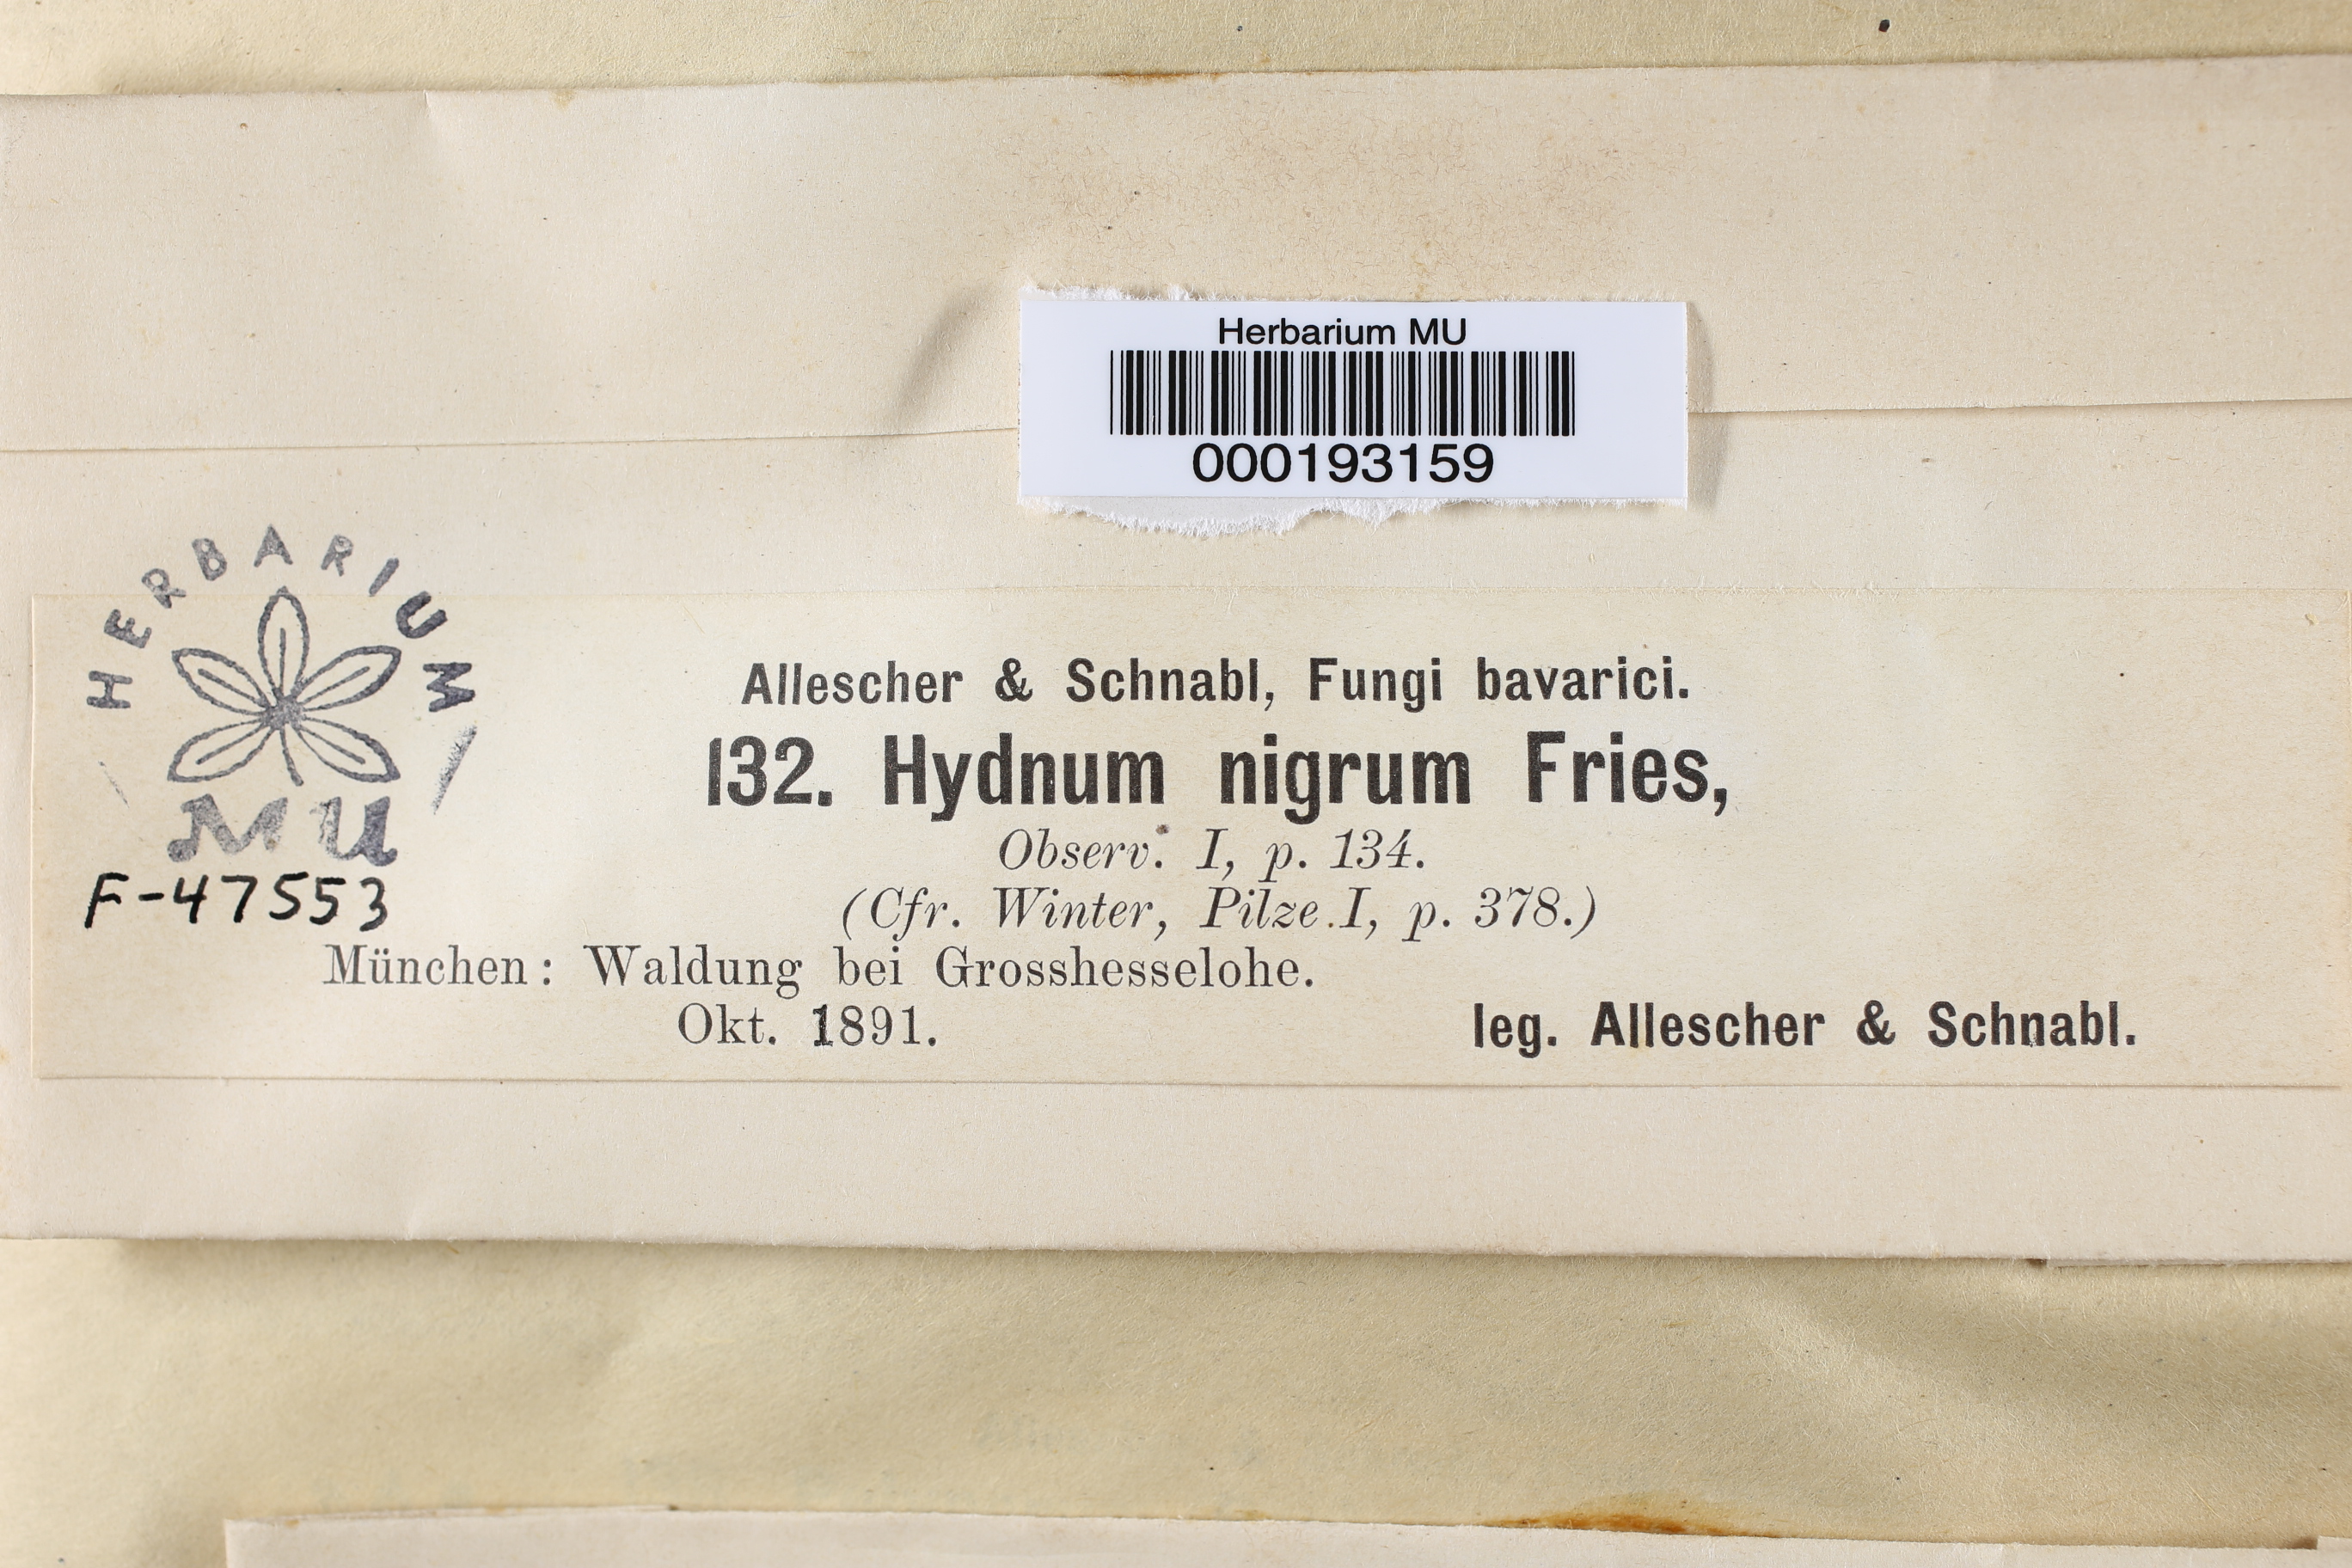 Herbarium MU
000193159
HERBARIUM
MU
F-47553
Allescher & Schnabl, Fungi bavarici.
132. Hydnum nigrum Fries,
Observ. I, p. 134.
(Cfr. Winter, Pilze I, p. 378.)
München: Waldung bei Grosshesselohe.
Okt. 1891.
leg. Allescher & Schnabl.